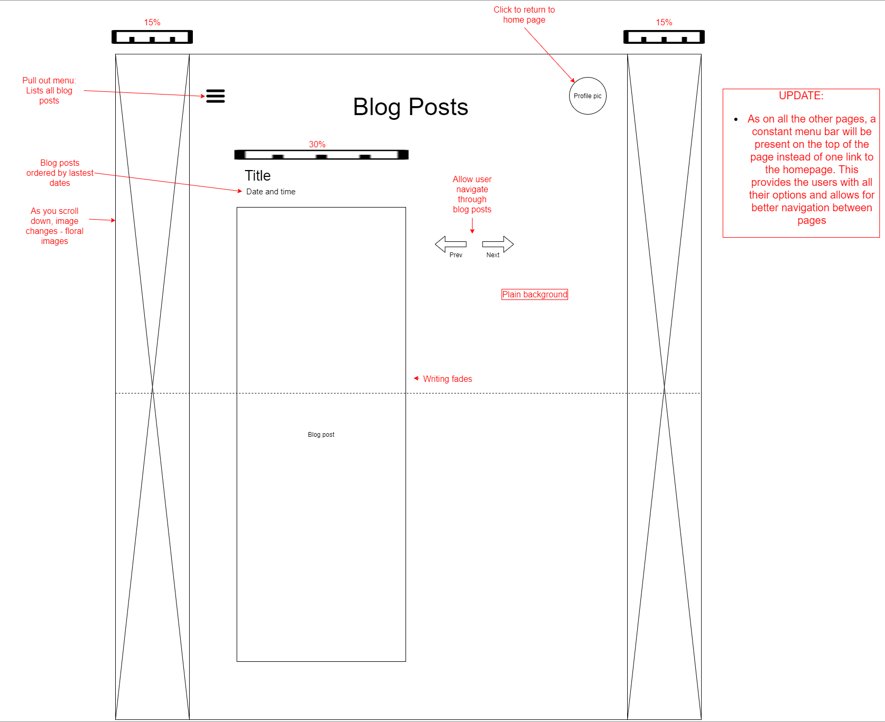 Click to return to
home page
15%
15%
Pull out menu:
Lists all blog
posts
Blog Posts
Profile pic
UPDATE:
As on all the other pages, a
constant menu bar will be
present on the top of the
page instead of one link to
the homepage. This
provides the users with all
their options and allows for
better navigation between
pages
30%
Blog posts
ordered by lastest
dates
Title
Date and time
Allow user
navigate
through
blog posts
As you scroll
down, image
changes - floral
images
Prev
Next
Plain background
Writing fades
Blog post